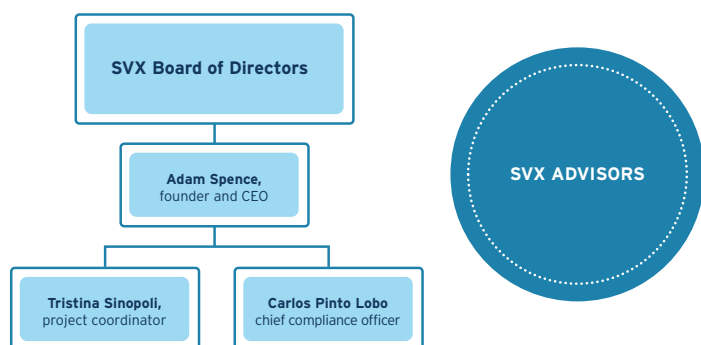 SVX Board of Directors
Adam Spence,
founder and CEO
SVX ADVISORS
Tristina Sinopoli,
project coordinator
Carlos Pinto Lobo
chief compliance officer